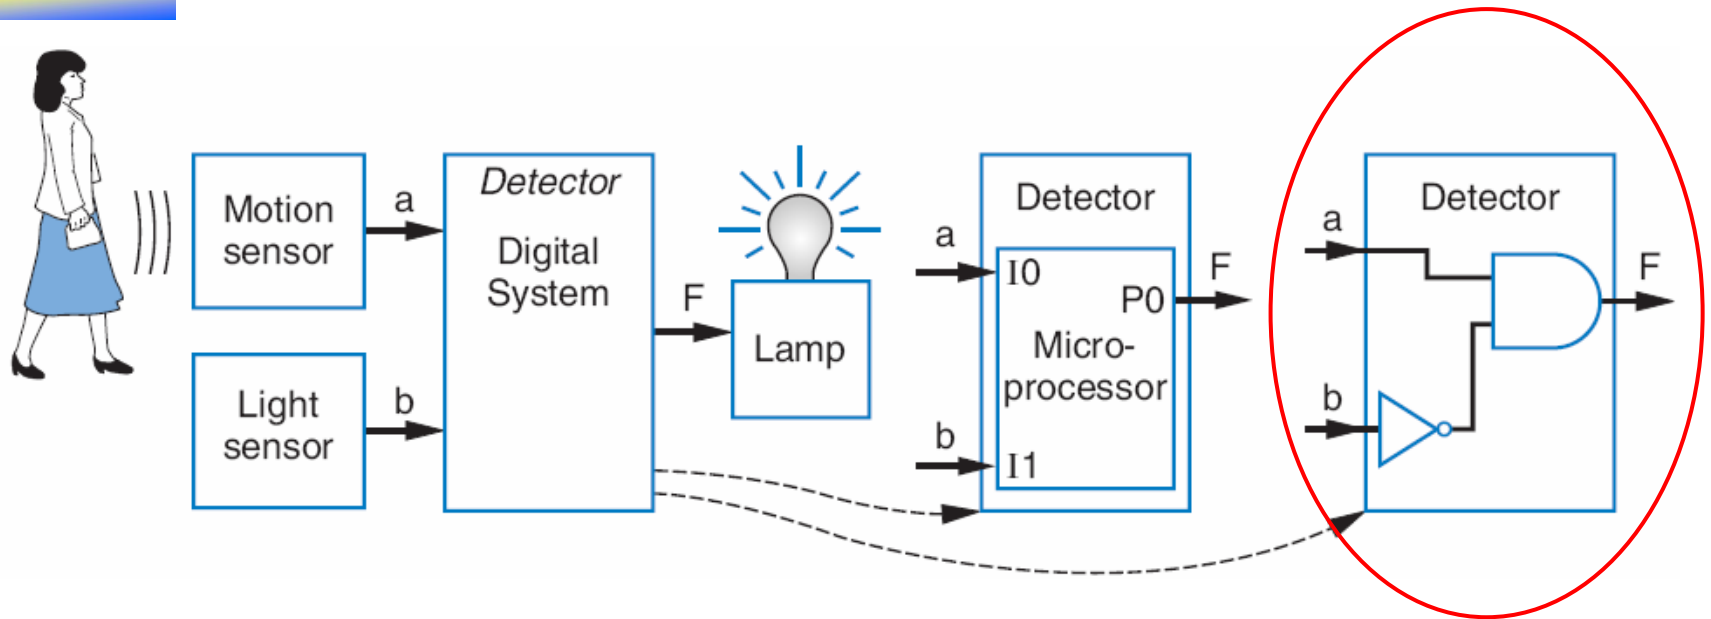 Motion
sensor
a
Light
sensor
b
Detector
Digital
System
F
Lamp
a
b
Detector
I0
P0
Micro-
processor
I1
F
a
b
Detector
F